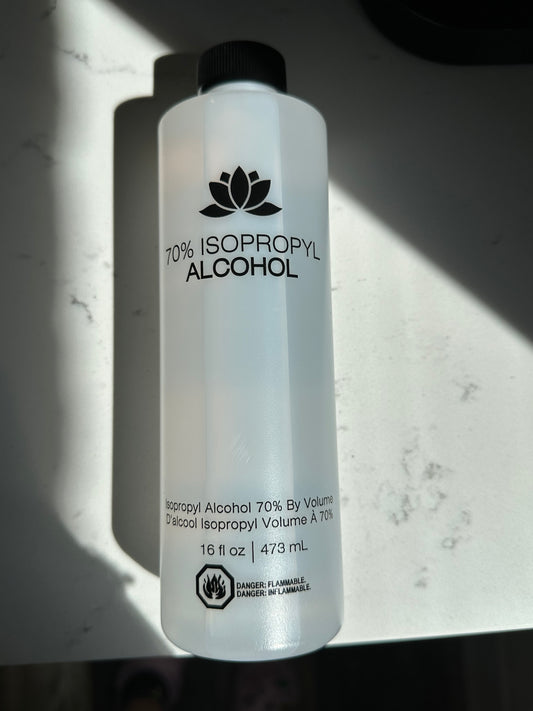 70% ISOPROPYL
ALCOHOL
Isopropyl Alcohol 70% By Volume
D'alcool Isopropyl Volume À 70%
16 fl oz | 473 mL
DANGER: FLAMMABLE.
DANGER: INFLAMMABLE.